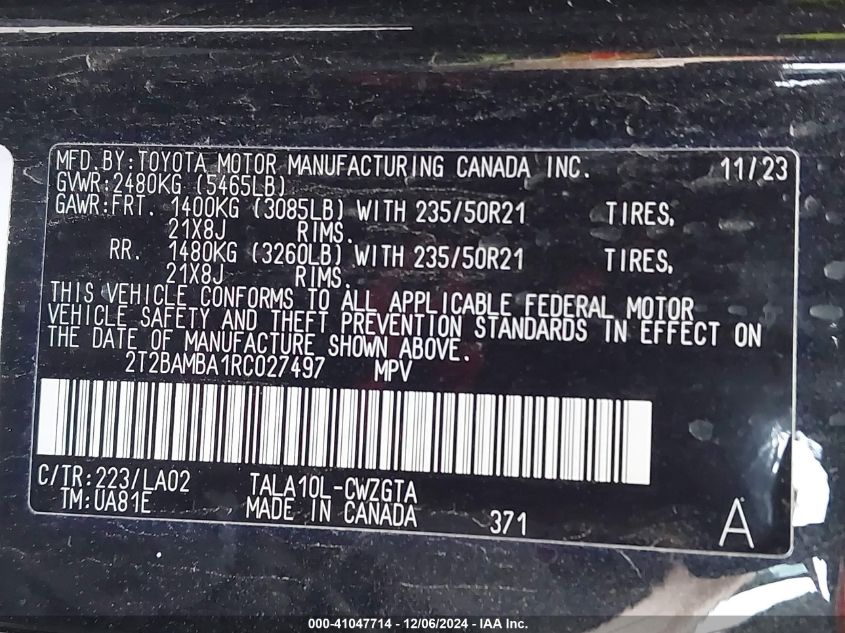 MFD. BY: TOYOTA MOTOR MANUFACTURING CANADA INC. 11/23
GVWR: 2480KG (5465LB)
GAWR: FRT. 1400KG (3085LB) WITH 235/50R21 TIRES,
21X8J RIMS.
RR. 1480KG (3260LB) WITH 235/50R21 TIRES,
21X8J RIMS.
THIS VEHICLE CONFORMS TO ALL APPLICABLE FEDERAL MOTOR
VEHICLE SAFETY AND THEFT PREVENTION STANDARDS IN EFFECT ON
THE DATE OF MANUFACTURE SHOWN ABOVE.
2T2BAMBA1RC027497 MPV
C/TR: 223/LA02 TALA10L-CWZGTA
TM: UA81E MADE IN CANADA 371 A
000-41047714 - 12/06/2024 - IAA Inc.